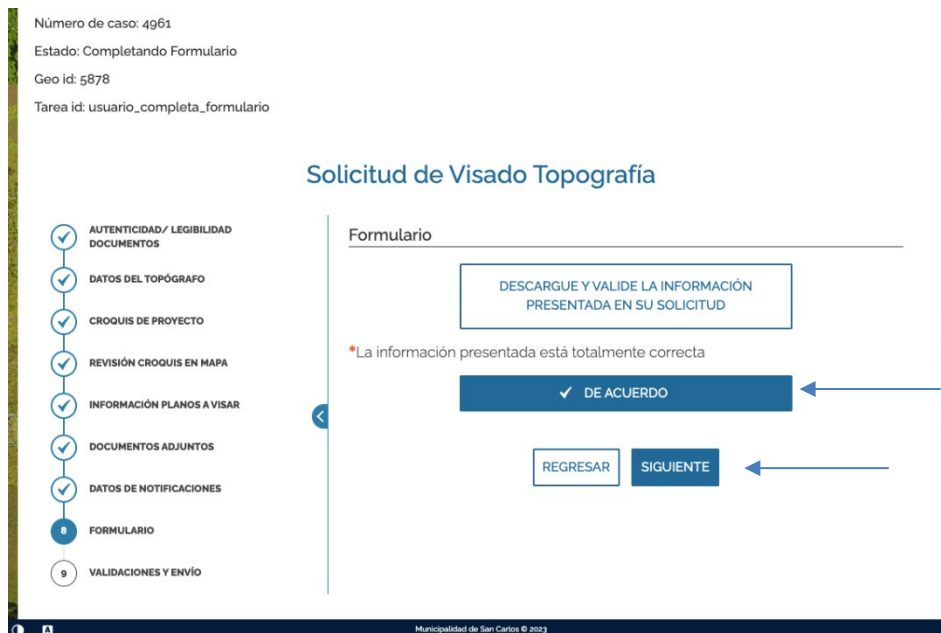 Número de caso: 4961
Estado: Completando Formulario
Geo id: 5878
Tarea id: usuario_completa_formulario
Solicitud de Visado Topografía
AUTENTICIDAD/ LEGIBILIDAD
DOCUMENTOS
DATOS DEL TOPÓGRAFO
CROQUIS DE PROYECTO
REVISIÓN CROQUIS EN MAPA
INFORMACIÓN PLANOS A VISAR
DOCUMENTOS ADJUNTOS
DATOS DE NOTIFICACIONES
8 FORMULARIO
9 VALIDACIONES Y ENVÍO
Formulario
DESCARGUE Y VALIDE LA INFORMACIÓN
PRESENTADA EN SU SOLICITUD
*La información presentada está totalmente correcta
✓ DE ACUERDO
REGRESAR SIGUIENTE
A
Municipalidad de San Carlos © 2023